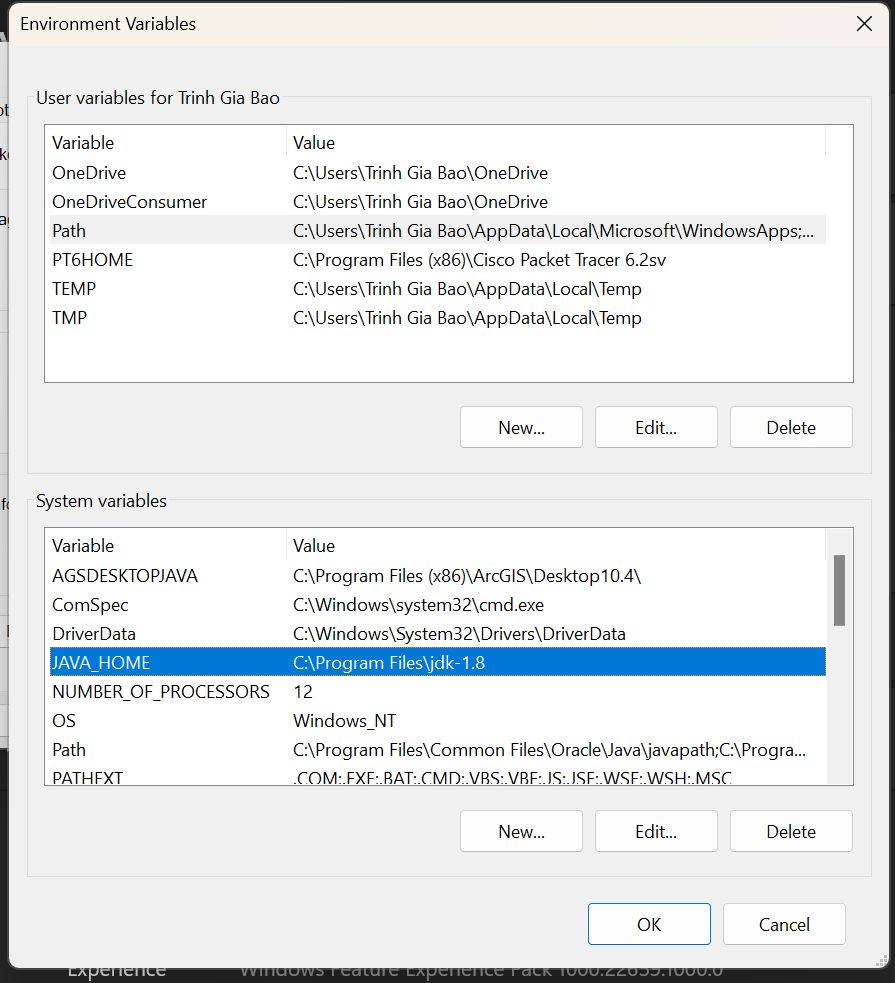 Environment Variables
User variables for Trinh Gia Bao
Variable Value
OneDrive C:\Users\Trinh Gia Bao\OneDrive
OneDriveConsumer C:\Users\Trinh Gia Bao\OneDrive
Path C:\Users\Trinh Gia Bao\AppData\Local\Microsoft\WindowsApps;...
PT6HOME C:\Program Files (x86)\Cisco Packet Tracer 6.2sv
TEMP C:\Users\Trinh Gia Bao\AppData\Local\Temp
TMP C:\Users\Trinh Gia Bao\AppData\Local\Temp
New... Edit... Delete
System variables
Variable Value
AGSDESKTOPJAVA C:\Program Files (x86)\ArcGIS\Desktop10.4\
ComSpec C:\Windows\system32\cmd.exe
DriverData C:\Windows\System32\Drivers\DriverData
JAVA_HOME C:\Program Files\jdk-1.8
NUMBER_OF_PROCESSORS 12
OS Windows_NT
Path C:\Program Files\Common Files\Oracle\Java\javapath;C:\Progra...
PATHEXT .COM;.EXE;.BAT;.CMD;.VBS;.VBE;.JS;.JSE;.WSF;.WSH;.MSC
New... Edit... Delete
OK Cancel
Experience Windows Feature Experience Pack 1000.22659.1000.0